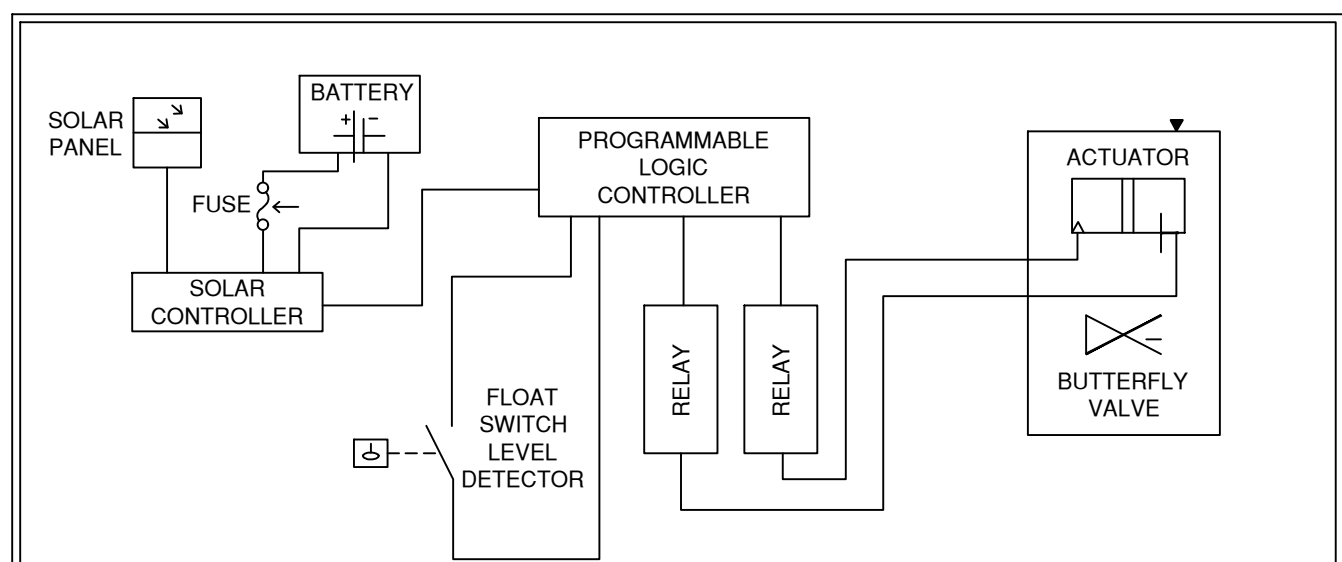 SOLAR
PANEL
BATTERY
+ −
FUSE
SOLAR
CONTROLLER
PROGRAMMABLE
LOGIC
CONTROLLER
FLOAT
SWITCH
LEVEL
DETECTOR
RELAY
RELAY
ACTUATOR
BUTTERFLY
VALVE